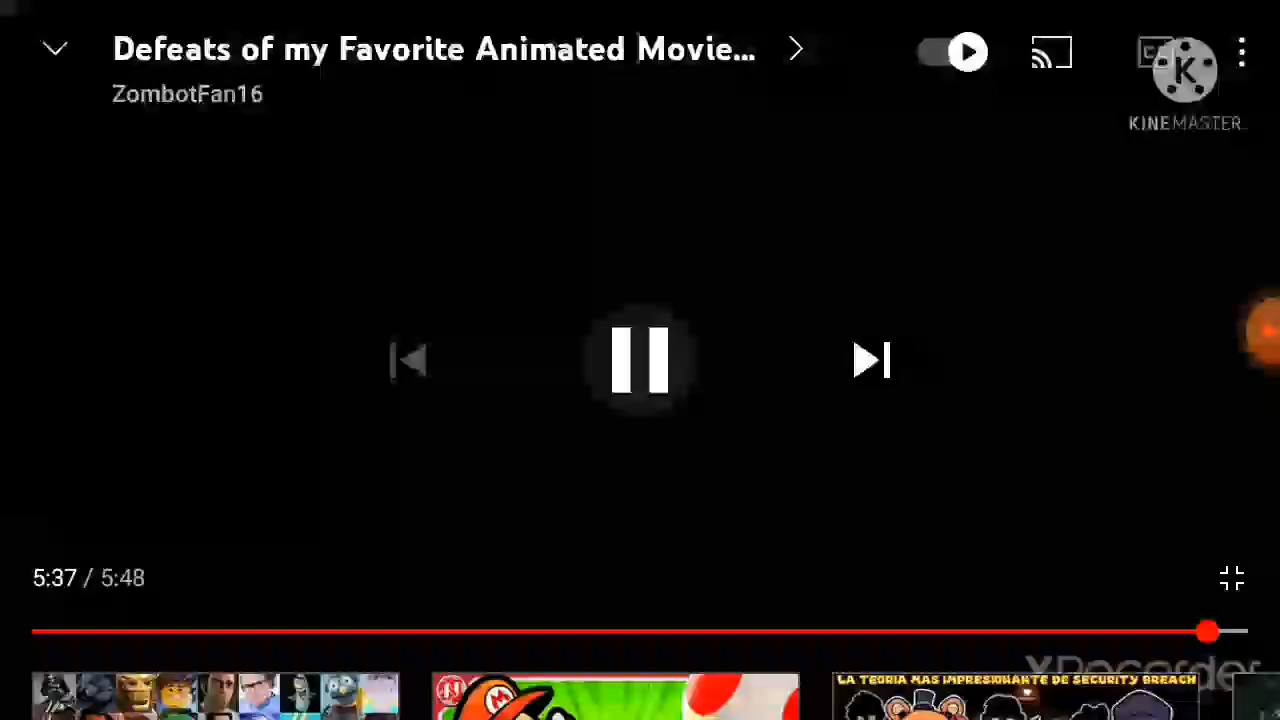 Defeats of my Favorite Animated Movie...
ZombotFan16
CC
K
KINEMASTER
5:37 / 5:48
XRecorder
M
LA TEORIA MAS IMPRESIONANTE DE SECURITY BREACH